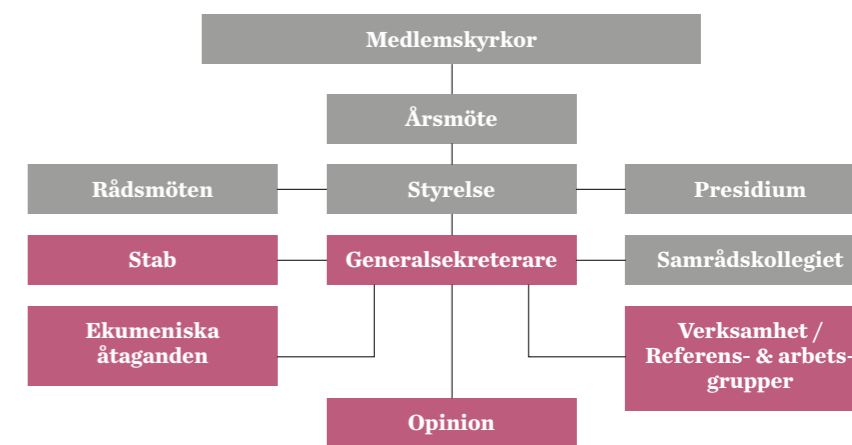 Medlemskyrkor
Årsmöte
Rådsmöten
Styrelse
Presidium
Stab
Generalsekreterare
Samrådskollegiet
Ekumeniska
åtaganden
Verksamhet /
Referens- & arbets-
grupper
Opinion